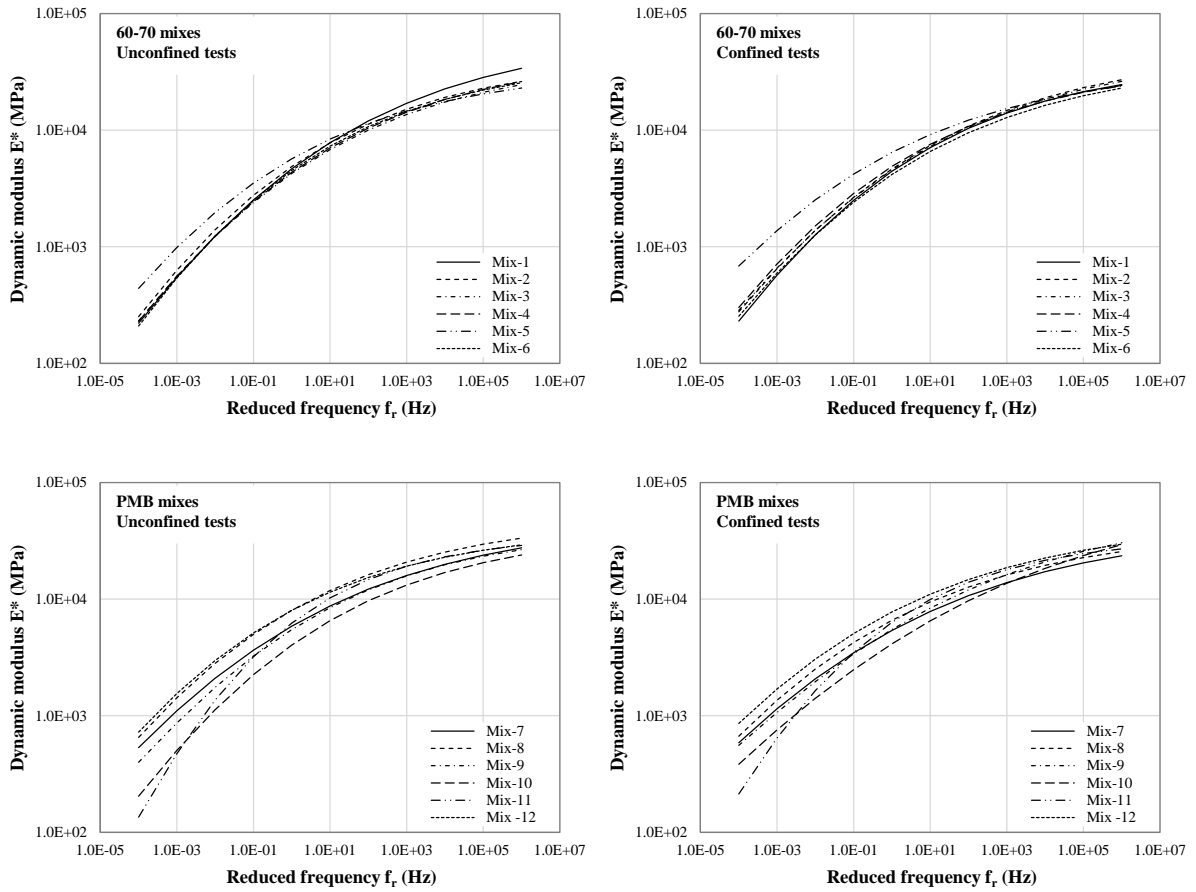 60-70 mixes
Unconfined tests
Dynamic modulus E* (MPa)
1.0E+05
1.0E+04
1.0E+03
1.0E+02
1.0E-05 1.0E-03 1.0E-01 1.0E+01 1.0E+03 1.0E+05 1.0E+07
Reduced frequency fr (Hz)
Mix-1
Mix-2
Mix-3
Mix-4
Mix-5
Mix-6
60-70 mixes
Confined tests
Dynamic modulus E* (MPa)
1.0E+05
1.0E+04
1.0E+03
1.0E+02
1.0E-05 1.0E-03 1.0E-01 1.0E+01 1.0E+03 1.0E+05 1.0E+07
Reduced frequency fr (Hz)
Mix-1
Mix-2
Mix-3
Mix-4
Mix-5
Mix-6
PMB mixes
Unconfined tests
Dynamic modulus E* (MPa)
1.0E+05
1.0E+04
1.0E+03
1.0E+02
1.0E-05 1.0E-03 1.0E-01 1.0E+01 1.0E+03 1.0E+05 1.0E+07
Reduced frequency fr (Hz)
Mix-7
Mix-8
Mix-9
Mix-10
Mix-11
Mix -12
PMB mixes
Confined tests
Dynamic modulus E* (MPa)
1.0E+05
1.0E+04
1.0E+03
1.0E+02
1.0E-05 1.0E-03 1.0E-01 1.0E+01 1.0E+03 1.0E+05 1.0E+07
Reduced frequency fr (Hz)
Mix-7
Mix-8
Mix-9
Mix-10
Mix-11
Mix -12